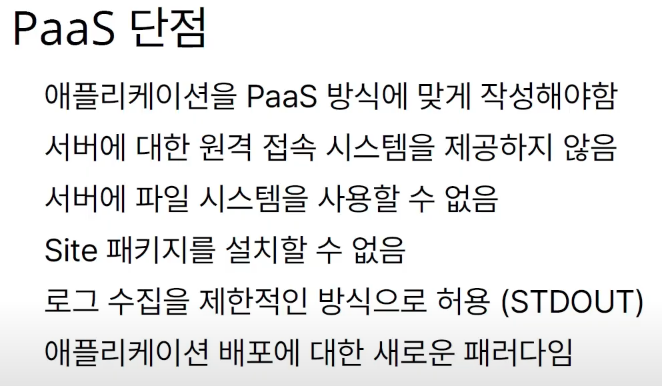 PaaS 단점
애플리케이션을 PaaS 방식에 맞게 작성해야함
서버에 대한 원격 접속 시스템을 제공하지 않음
서버에 파일 시스템을 사용할 수 없음
Site 패키지를 설치할 수 없음
로그 수집을 제한적인 방식으로 허용 (STDOUT)
애플리케이션 배포에 대한 새로운 패러다임